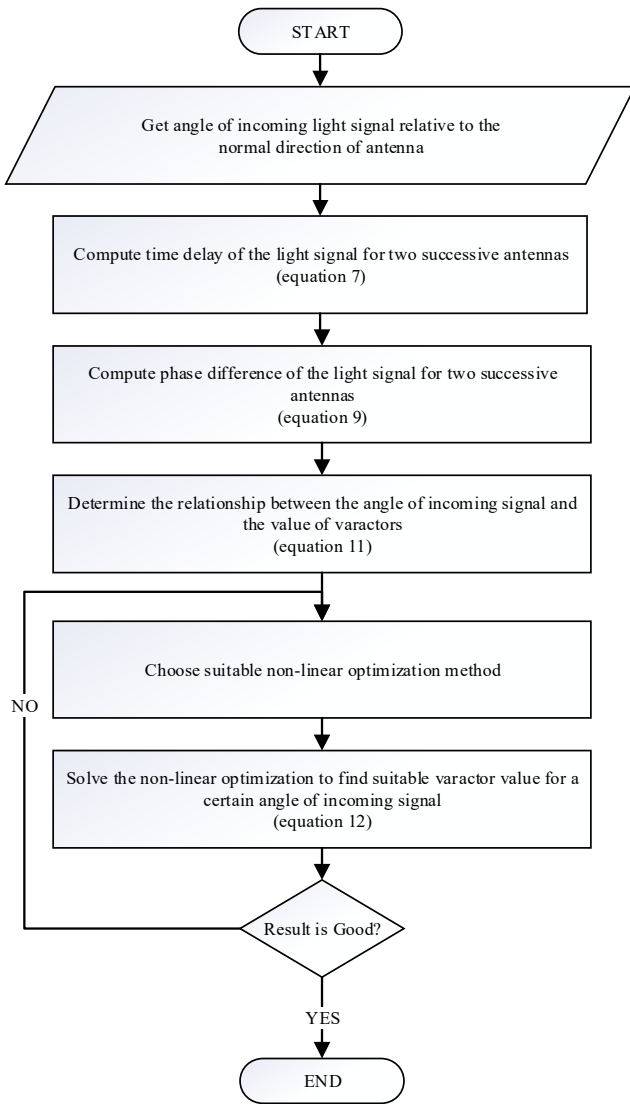 START
Get angle of incoming light signal relative to the
normal direction of antenna
Compute time delay of the light signal for two successive antennas
(equation 7)
Compute phase difference of the light signal for two successive
antennas
(equation 9)
Determine the relationship between the angle of incoming signal and
the value of varactors
(equation 11)
Choose suitable non-linear optimization method
NO
Solve the non-linear optimization to find suitable varactor value for a
certain angle of incoming signal
(equation 12)
Result is Good?
YES
END